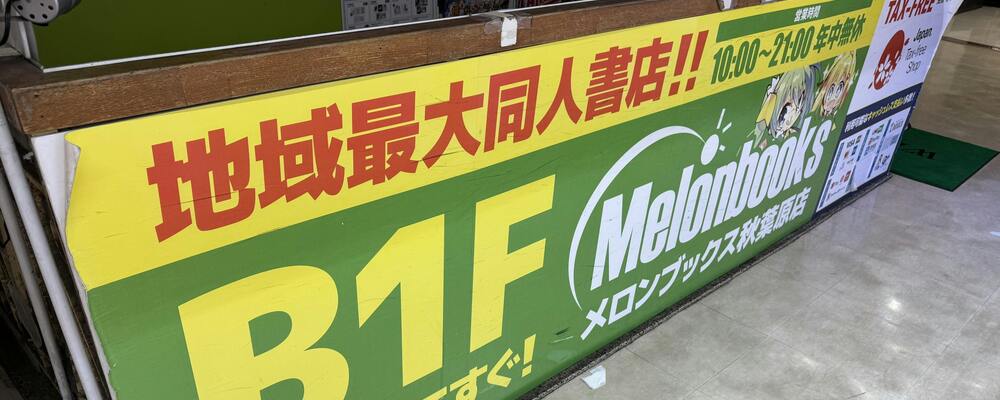 地域最大同人書店!!
営業時間
10:00~21:00 年中無休
B1F
すぐ!
Melonbooks
メロンブックス秋葉原店
TAX-FREE
Japan.
Tax-free
Shop